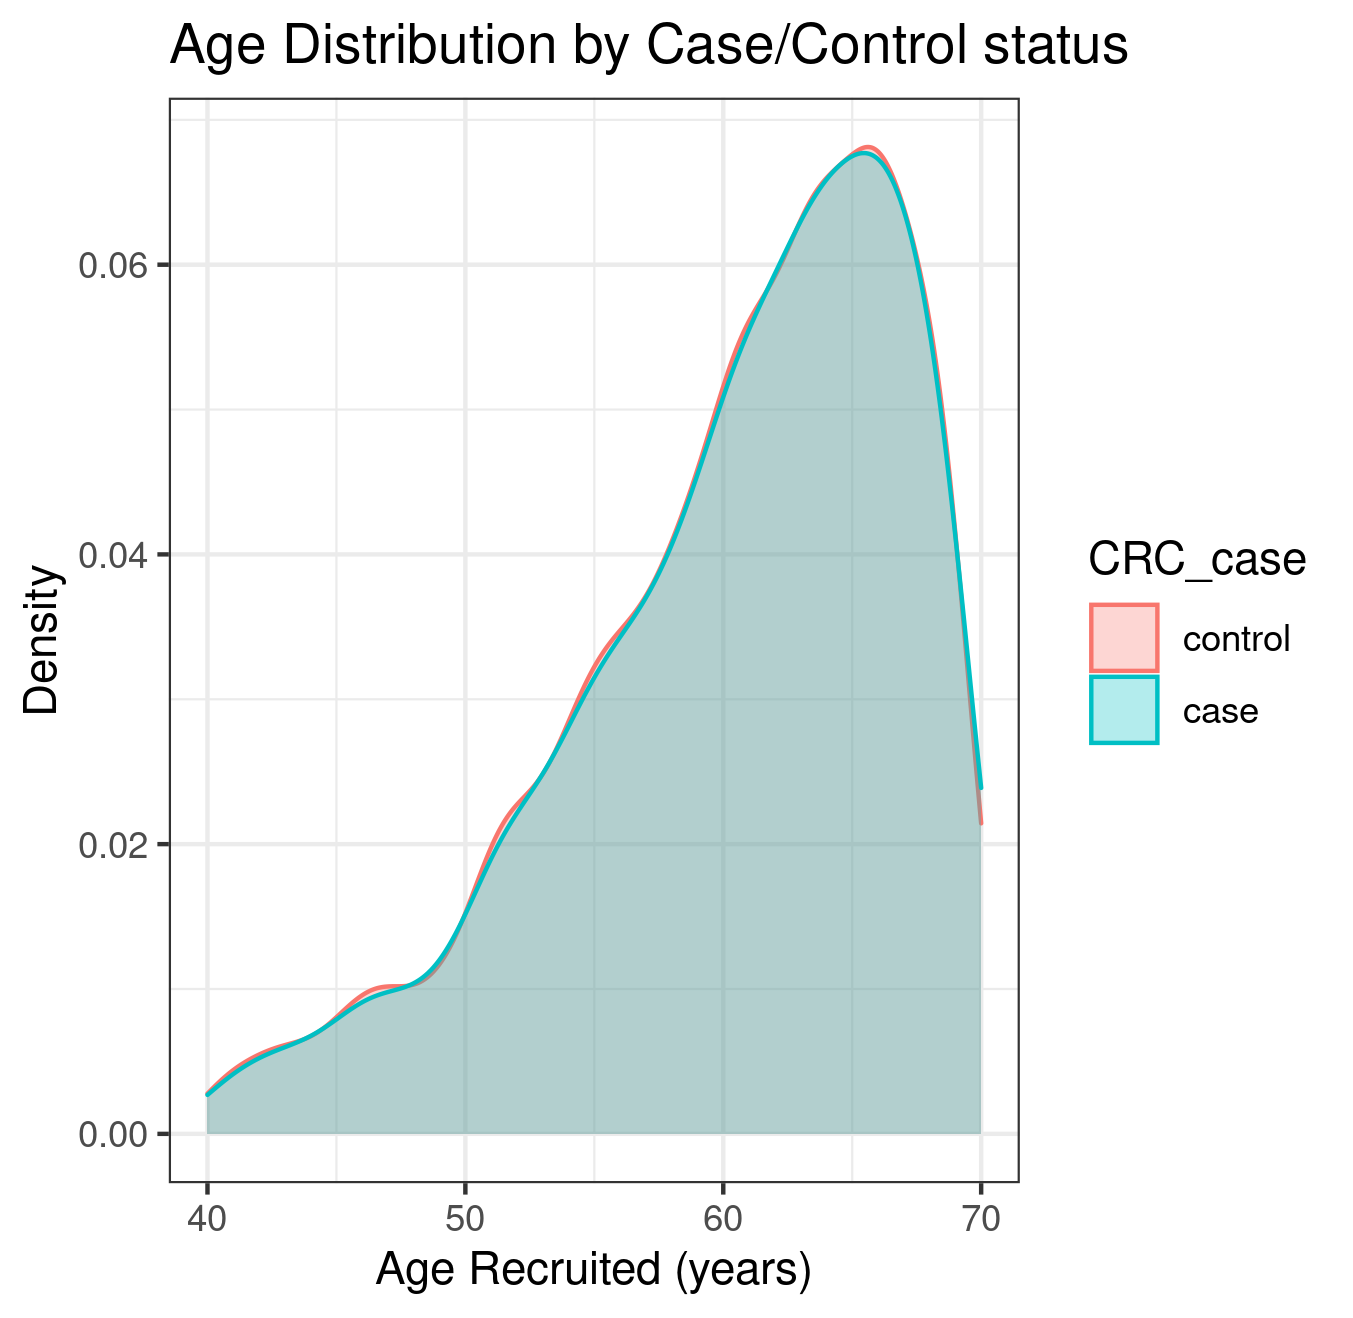 Age Distribution by Case/Control status
Density
0.06
0.04
0.02
0.00
40 50 60 70
Age Recruited (years)
CRC_case
control
case